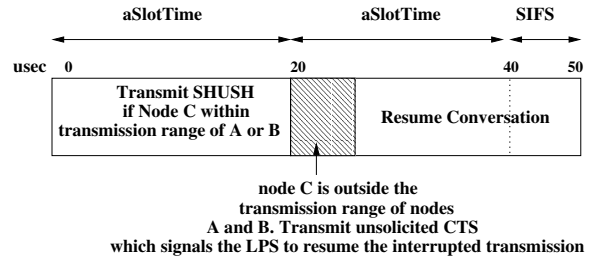 aSlotTime aSlotTime SIFS
usec 0 20 40 50
Transmit SHUSH
if Node C within
transmission range of A or B
Resume Conversation
node C is outside the
transmission range of nodes
A and B. Transmit unsolicited CTS
which signals the LPS to resume the interrupted transmission